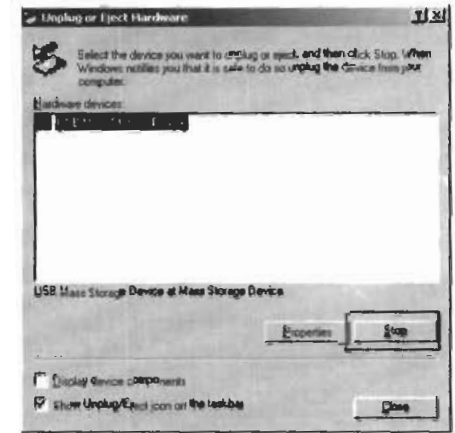 Unplug or Eject Hardware
Select the device you want to unplug or eject, and then click Stop. When
Windows notifies you that it is safe to do so unplug the device from your
computer.
Hardware devices:
USB Mass Storage Device at Mass Storage Device
Properties
Stop
Display device components
Show Unplug/Eject icon on the taskbar
Close